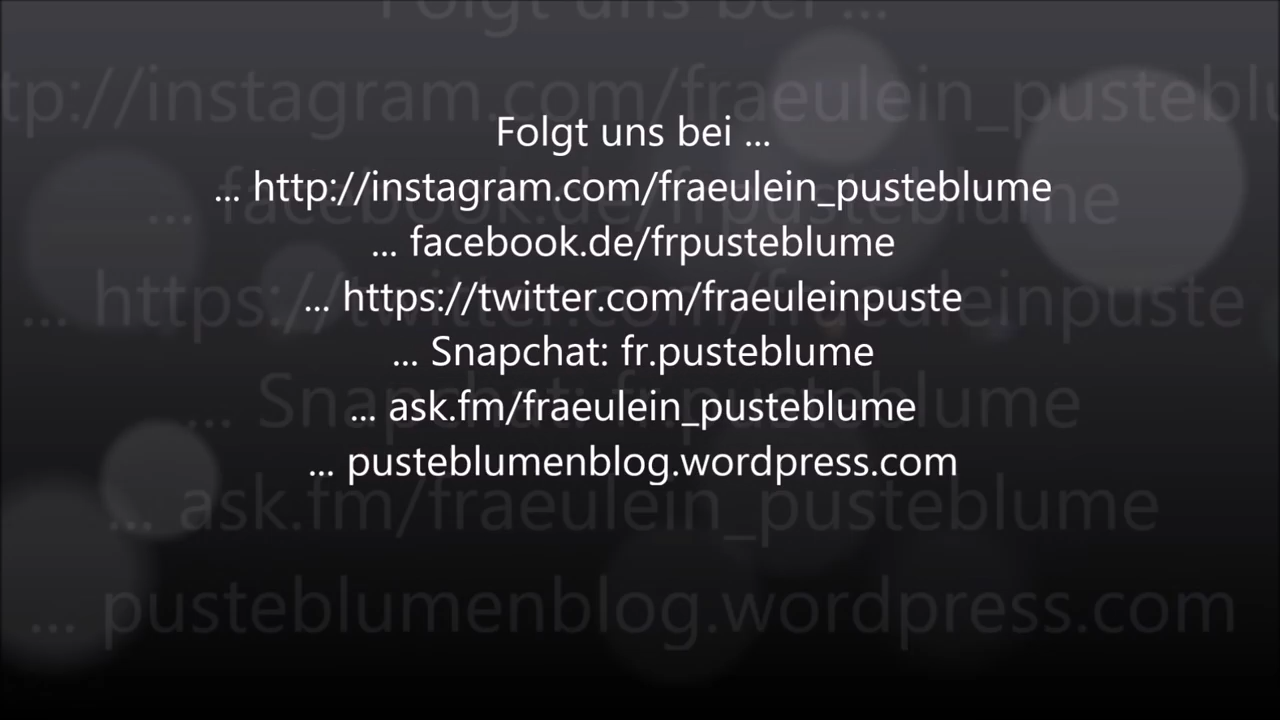 Folgt uns bei ...
... http://instagram.com/fraeulein_pusteblume
... facebook.de/frpusteblume
... https://twitter.com/fraeuleinpuste
... Snapchat: fr.pusteblume
... ask.fm/fraeulein_pusteblume
... pusteblumenblog.wordpress.com